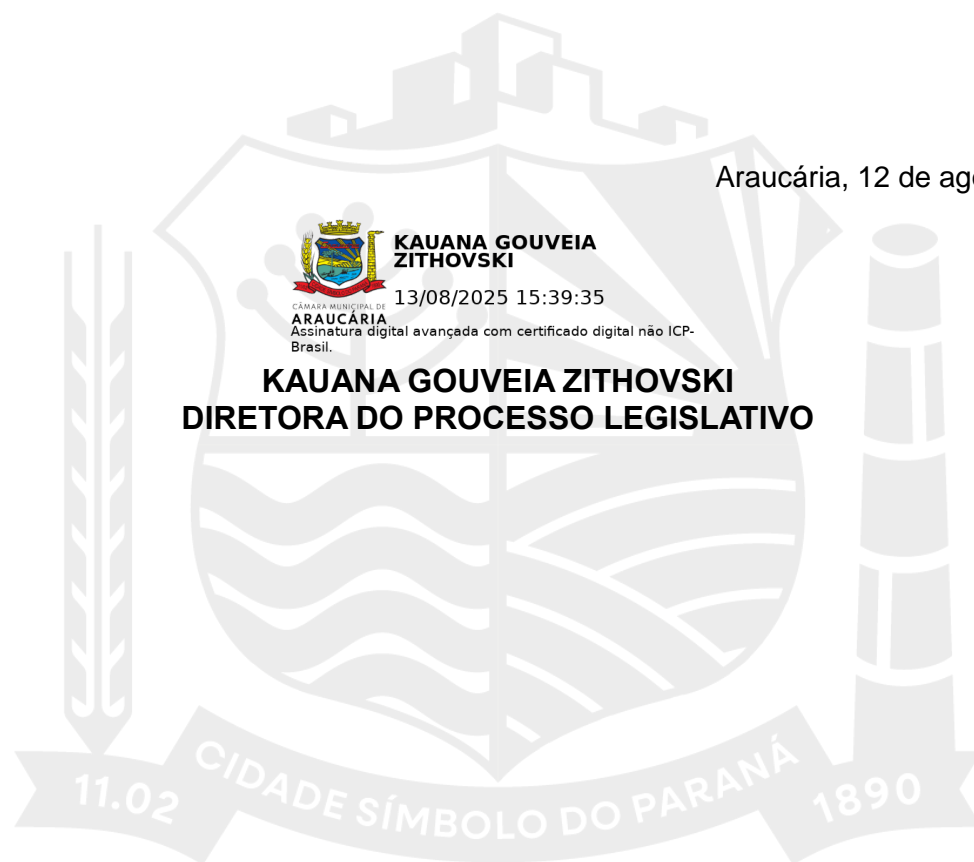 Araucária, 12 de
KAUANA GOUVEIA
ZITHOVSKI
13/08/2025 15:39:35
CÂMARA MUNICIPAL DE
ARAUCÁRIA
Assinatura digital avançada com certificado digital não ICP-
Brasil.
KAUANA GOUVEIA ZITHOVSKI
DIRETORA DO PROCESSO LEGISLATIVO
11.02 CIDADE SÍMBOLO DO PARANÁ 1890